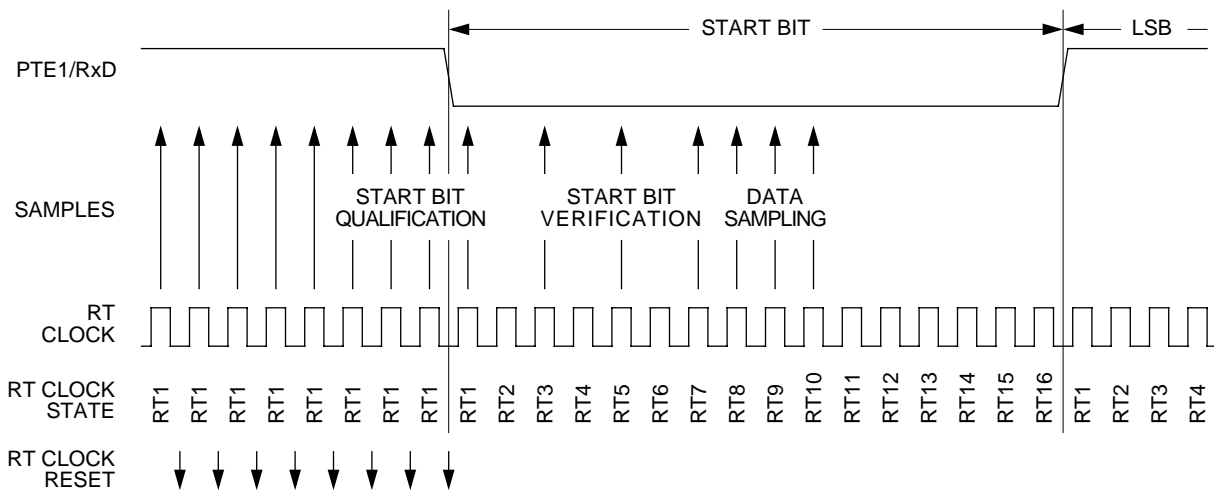 START BIT
LSB
PTE1/RxD
SAMPLES
START BIT
QUALIFICATION
START BIT
VERIFICATION
DATA
SAMPLING
RT
CLOCK
RT CLOCK
STATE
RT1 RT1 RT1 RT1 RT1 RT1 RT1 RT1 RT1 RT2 RT3 RT4 RT5 RT6 RT7 RT8 RT9 RT10 RT11 RT12 RT13 RT14 RT15 RT16 RT1 RT2 RT3 RT4
RT CLOCK
RESET